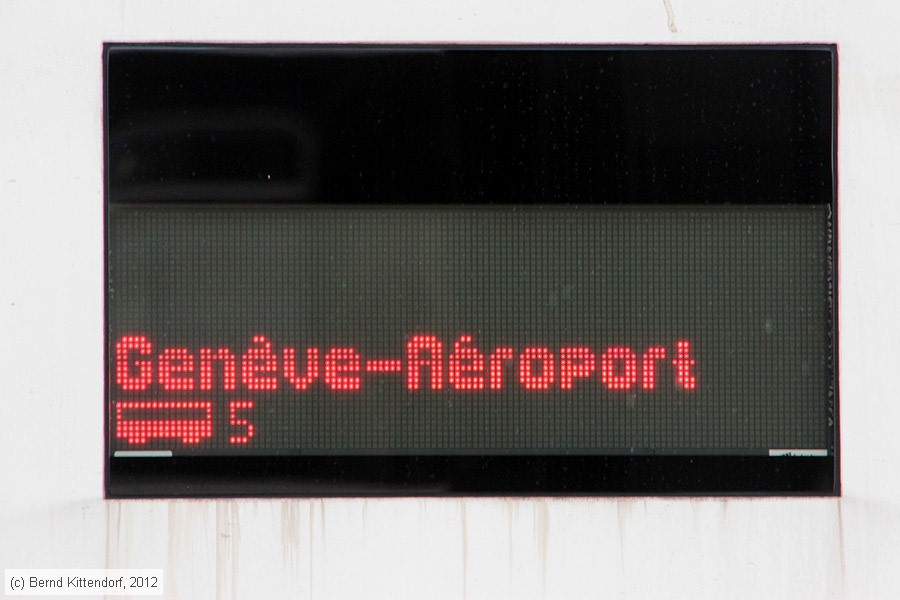 Genève-Aéroport
5
(c) Bernd Kittendorf, 2012